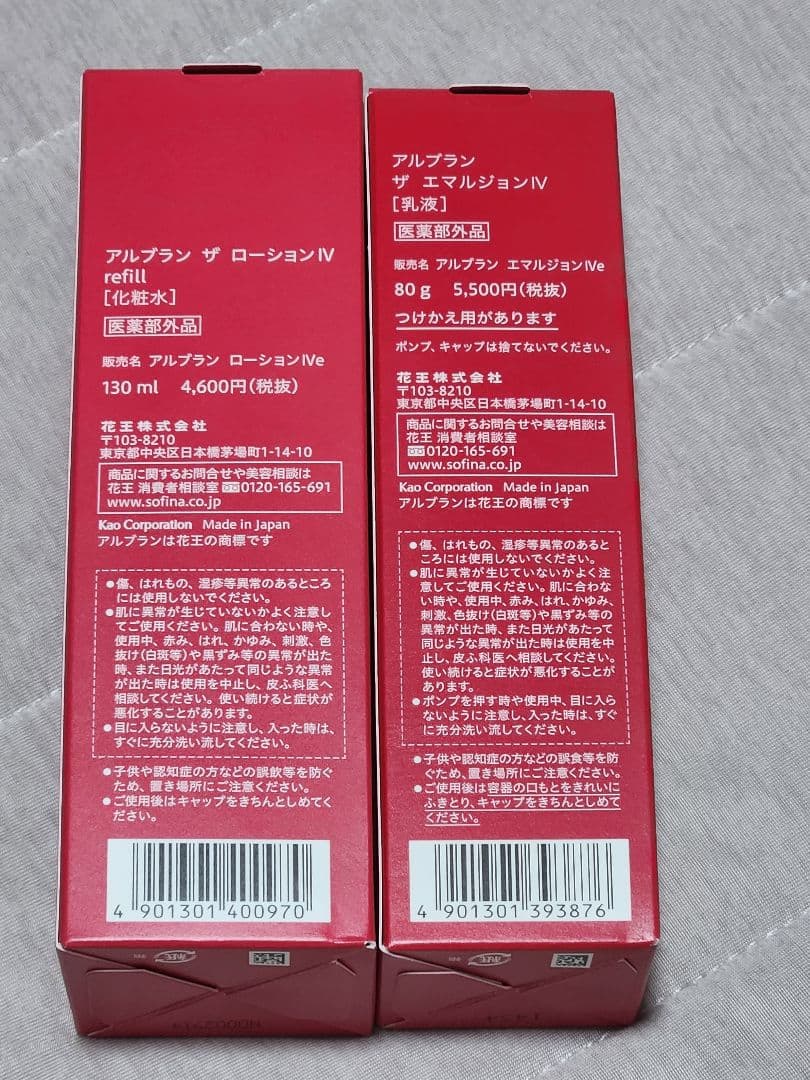 アルブラン ザ ローションⅣ
refill
[化粧水]
医薬部外品
販売名 アルブラン ローションⅣe
130 ml 4,600円(税抜)
花王株式会社
〒103-8210
東京都中央区日本橋茅場町1-14-10
商品に関するお問合せや美容相談は
花王 消費者相談室 0120-165-691
www.sofina.co.jp
Kao Corporation Made in Japan
アルブランは花王の商標です
●傷、はれもの、湿疹等異常のあるところ
には使用しないでください。
●肌に異常が生じていないかよく注意し
てご使用ください。肌に合わない時や、
使用中、赤み、はれ、かゆみ、刺激、色
抜け(白斑等)や黒ずみ等の異常が出た
時、また日光があたって同じような異常
が出た時は使用を中止し、皮ふ科医へ
相談してください。使い続けると症状が
悪化することがあります。
●目に入らないように注意し、入った時は、
すぐに充分洗い流してください。
●子供や認知症の方などの誤飲等を防ぐ
ため、置き場所にご注意ください。
●ご使用後はキャップをきちんとしめてく
ださい。
4 901301 400970
アルブラン
ザ エマルジョンⅣ
[乳液]
医薬部外品
販売名 アルブラン エマルジョンⅣe
80 g 5,500円(税抜)
つけかえ用があります
ポンプ、キャップは捨てないでください。
花王株式会社
〒103-8210
東京都中央区日本橋茅場町1-14-10
商品に関するお問合せや美容相談は
花王 消費者相談室
0120-165-691
www.sofina.co.jp
Kao Corporation Made in Japan
アルブランは花王の商標です
●傷、はれもの、湿疹等異常のあると
ころには使用しないでください。
●肌に異常が生じていないかよく注
意してご使用ください。肌に合わな
い時や、使用中、赤み、はれ、かゆみ、
刺激、色抜け(白斑等)や黒ずみ等の
異常が出た時、また日光があたって
同じような異常が出た時は使用を中
止し、皮ふ科医へ相談してください。
使い続けると症状が悪化することが
あります。
●ポンプを押す時や使用中、目に入ら
ないように注意し、入った時は、すぐ
に充分洗い流してください。
●子供や認知症の方などの誤食等を防
ぐため、置き場所にご注意ください。
●ご使用後は容器の口もとをきれいに
ふきとり、キャップをきちんとしめて
ください。
4 901301 393876